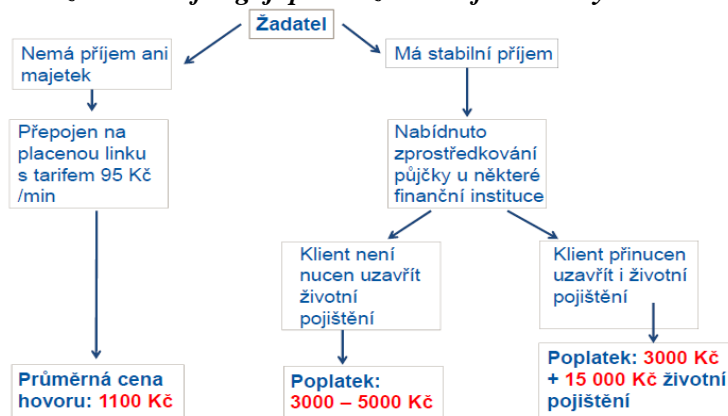 Žadatel
Nemá příjem ani
majetek
Má stabilní příjem
Přepojen na
placenou linku
s tarifem 95 Kč
/min
Nabídnuto
zprostředkování
půjčky u některé
finanční instituce
Klient není
nucen uzavřít
životní
pojištění
Klient přinucen
uzavřít i životní
pojištění
Průměrná cena
hovoru: 1100 Kč
Poplatek:
3000 – 5000 Kč
Poplatek: 3000 Kč
+ 15 000 Kč životní
pojištění